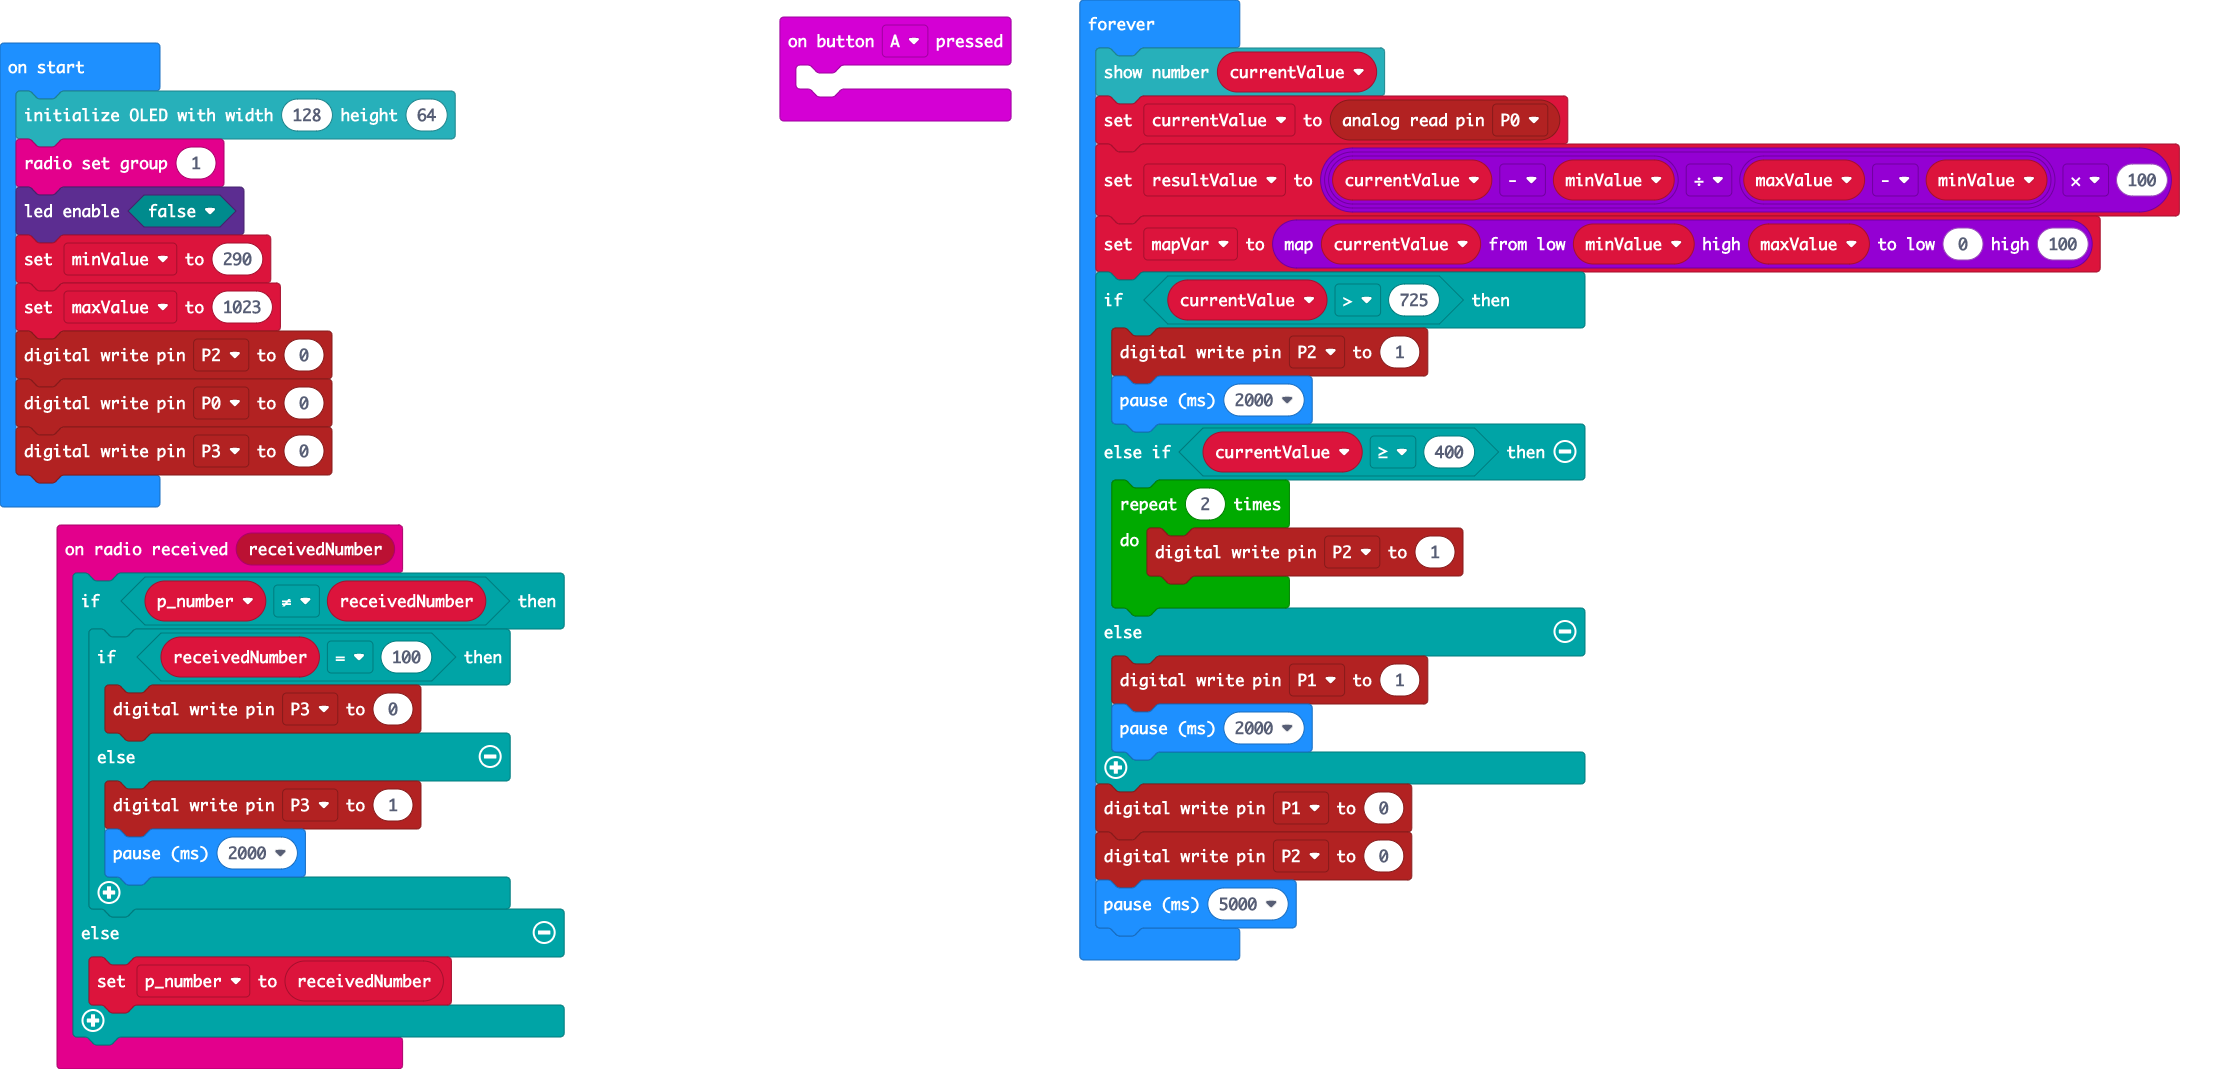 on start
initialize OLED with width 128 height 64
radio set group 1
led enable false
set minValue to 290
set maxValue to 1023
digital write pin P2 to 0
digital write pin P0 to 0
digital write pin P3 to 0
on radio received receivedNumber
if p_number ≠ receivedNumber then
if receivedNumber = 100 then
digital write pin P3 to 0
else
digital write pin P3 to 1
pause (ms) 2000
else
set p_number to receivedNumber
on button A pressed
forever
show number currentValue
set currentValue to analog read pin P0
set resultValue to currentValue - minValue ÷ maxValue - minValue × 100
set mapVar to map currentValue from low minValue high maxValue to low 0 high 100
if currentValue > 725 then
digital write pin P2 to 1
pause (ms) 2000
else if currentValue ≥ 400 then
repeat 2 times
do digital write pin P2 to 1
else
digital write pin P1 to 1
pause (ms) 2000
digital write pin P1 to 0
digital write pin P2 to 0
pause (ms) 5000